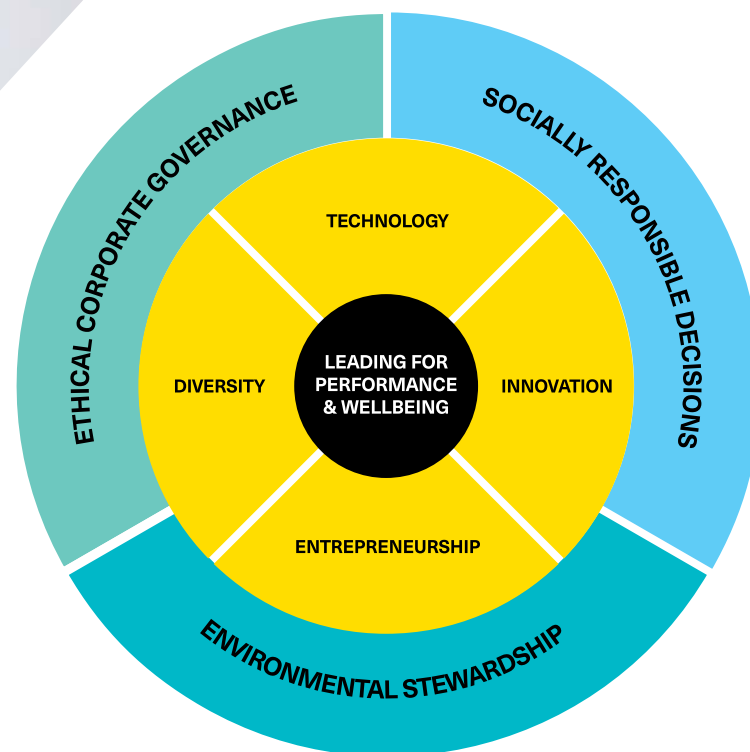 ETHICAL CORPORATE GOVERNANCE
SOCIALLY RESPONSIBLE DECISIONS
TECHNOLOGY
DIVERSITY
LEADING FOR
PERFORMANCE
& WELLBEING
INNOVATION
ENTREPRENEURSHIP
ENVIRONMENTAL STEWARDSHIP